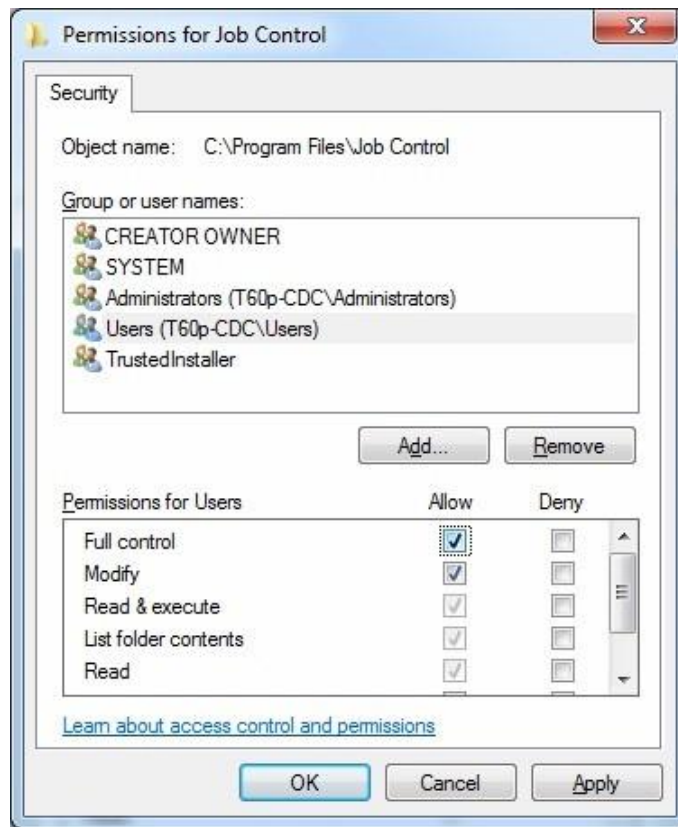 Permissions for Job Control
Security
Object name: C:\Program Files\Job Control
Group or user names:
CREATOR OWNER
SYSTEM
Administrators (T60p-CDC\Administrators)
Users (T60p-CDC\Users)
TrustedInstaller
Add... Remove
Permissions for Users Allow Deny
Full control
Modify
Read & execute
List folder contents
Read
Learn about access control and permissions
OK Cancel Apply